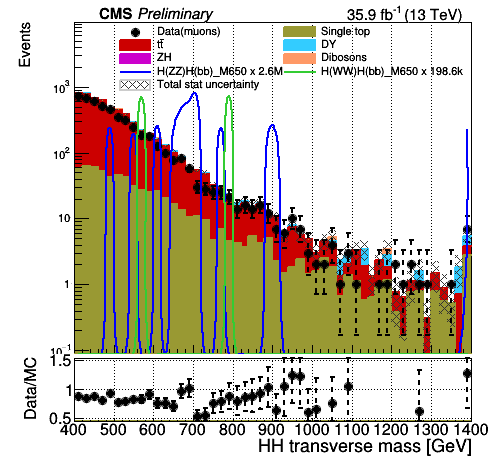 CMS Preliminary 35.9 fb⁻¹ (13 TeV)
Data(muons) Single top
tt̄ DY
ZH Dibosons
H(ZZ)H(bb)_M650 x 2.6M H(WW)H(bb)_M650 x 198.6k
Total stat uncertainty
Events
10³
10²
10
1
10⁻¹
Data/MC
1.5
1
0.5
400 500 600 700 800 900 1000 1100 1200 1300 1400
HH transverse mass [GeV]